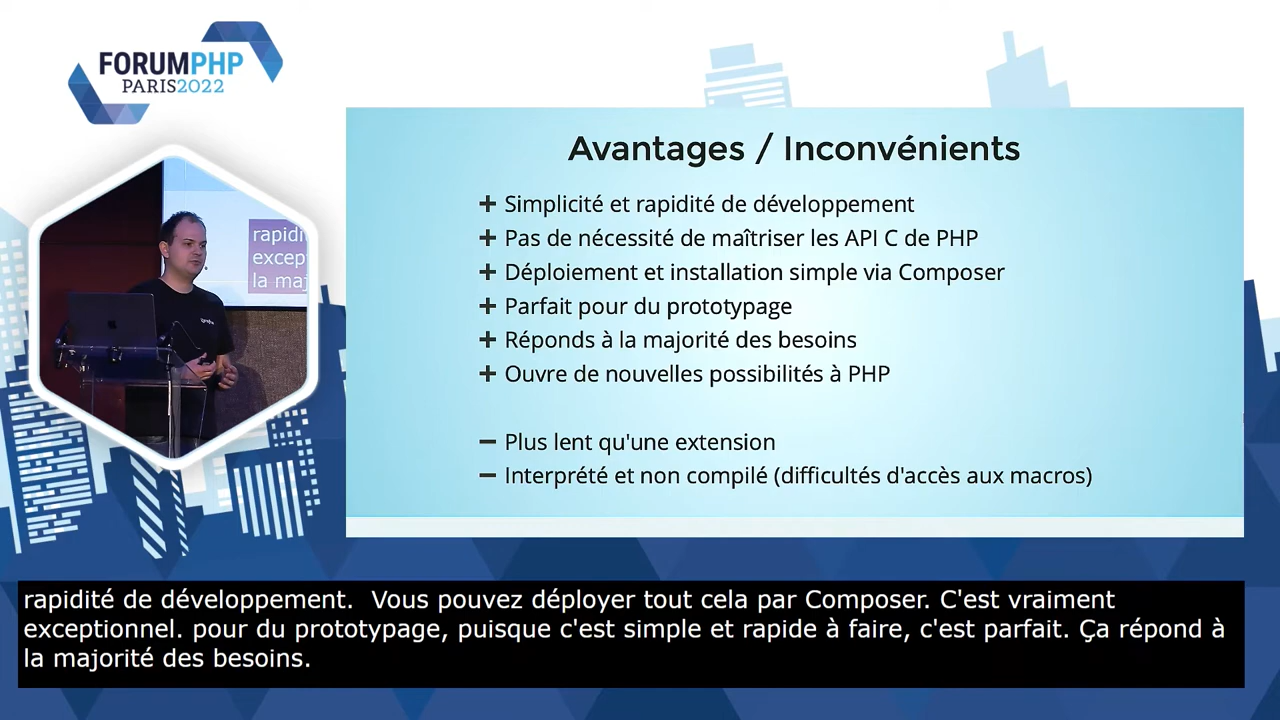 FORUMPHP
PARIS2022
rapidi
excep
la maj
Avantages / Inconvénients
+ Simplicité et rapidité de développement
+ Pas de nécessité de maîtriser les API C de PHP
+ Déploiement et installation simple via Composer
+ Parfait pour du prototypage
+ Réponds à la majorité des besoins
+ Ouvre de nouvelles possibilités à PHP
− Plus lent qu'une extension
− Interprété et non compilé (difficultés d'accès aux macros)
rapidité de développement. Vous pouvez déployer tout cela par Composer. C'est vraiment
exceptionnel. pour du prototypage, puisque c'est simple et rapide à faire, c'est parfait. Ça répond à
la majorité des besoins.